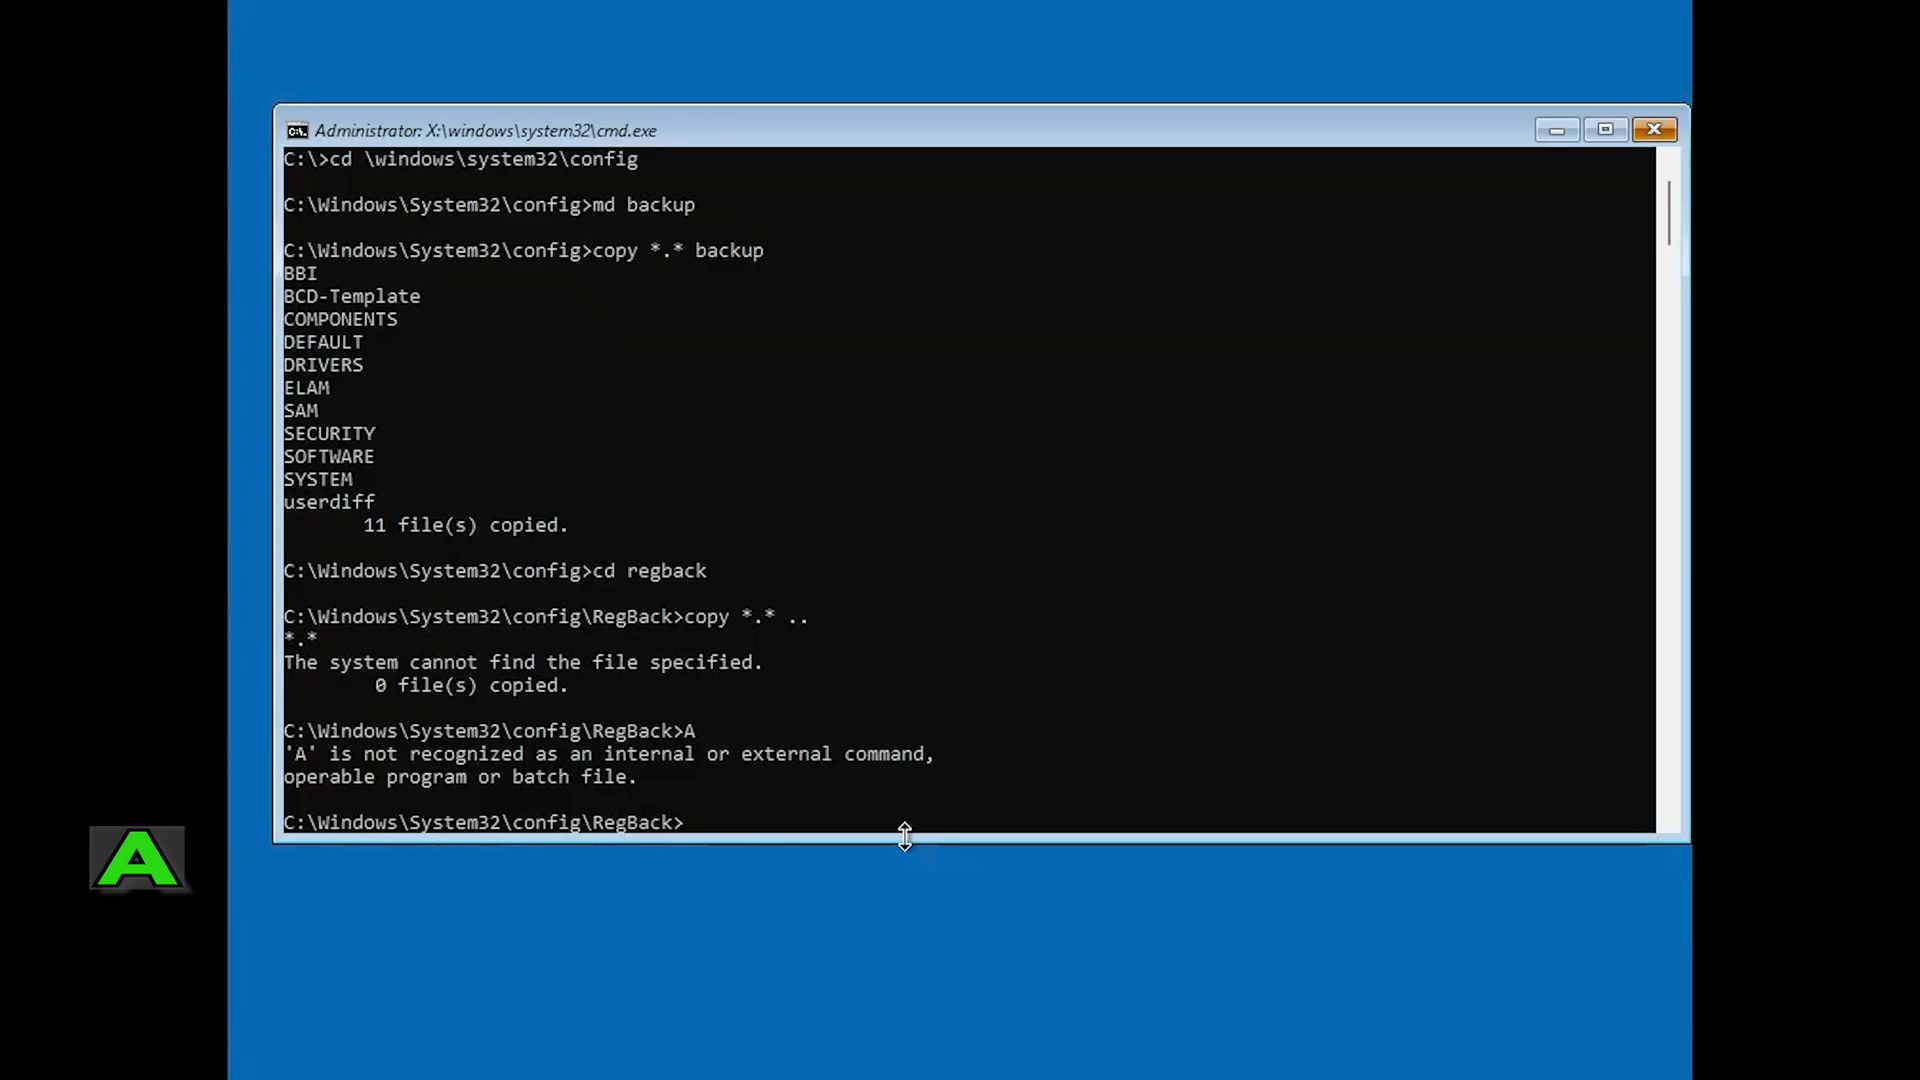 Administrator: X:\windows\system32\cmd.exe
C:\>cd \windows\system32\config
C:\Windows\System32\config>md backup
C:\Windows\System32\config>copy *.* backup
BBI
BCD-Template
COMPONENTS
DEFAULT
DRIVERS
ELAM
SAM
SECURITY
SOFTWARE
SYSTEM
userdiff
11 file(s) copied.
C:\Windows\System32\config>cd regback
C:\Windows\System32\config\RegBack>copy *.* ..
*.*
The system cannot find the file specified.
0 file(s) copied.
C:\Windows\System32\config\RegBack>A
'A' is not recognized as an internal or external command,
operable program or batch file.
C:\Windows\System32\config\RegBack>
A